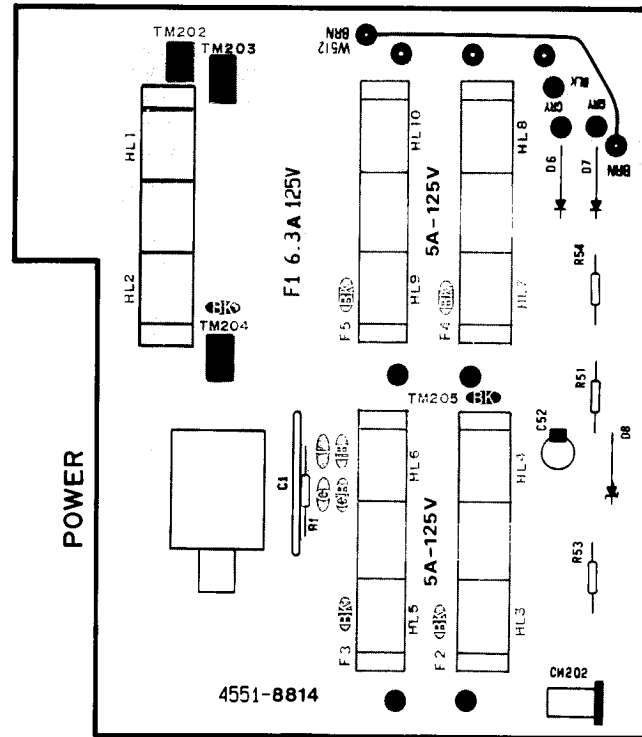 TM202
TM203
W512
BRN
BLK
GRY
GRY
BRN
HL1
HL10
HL8
D6
D7
F1 6.3A 125V
5A-125V
R54
HL2
BK
TM204
F5
BK
HL9
F4
BK
HL7
TM205
BK
R51
C52
D8
POWER
C1
R1
HL6
HL4
5A-125V
R53
F3
BK
HL5
F2
BK
HL3
4551-8814
CN202